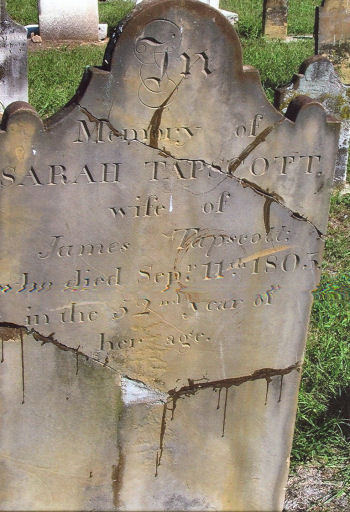 In
Memory of
SARAH TAPSCOTT,
wife of
James Tapscott:
who died Sepr. 11th 1805
in the 52nd year of
her age.